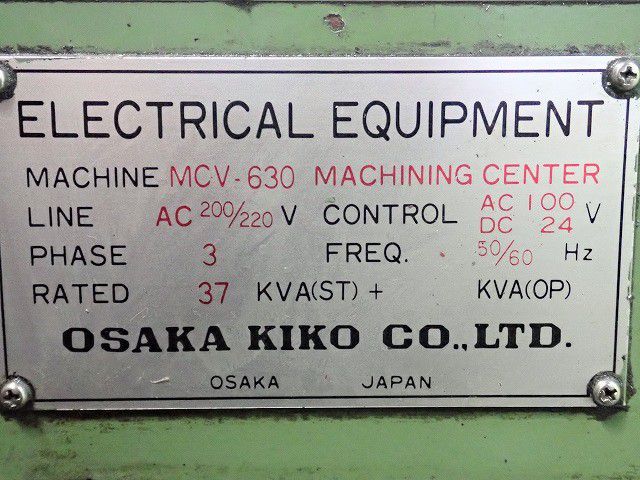 ELECTRICAL EQUIPMENT
MACHINE MCV-630 MACHINING CENTER
LINE AC 200/220 V CONTROL AC 100 DC 24 V
PHASE 3 FREQ. 50/60 Hz
RATED 37 KVA(ST) + KVA(OP)
OSAKA KIKO CO.,LTD.
OSAKA JAPAN